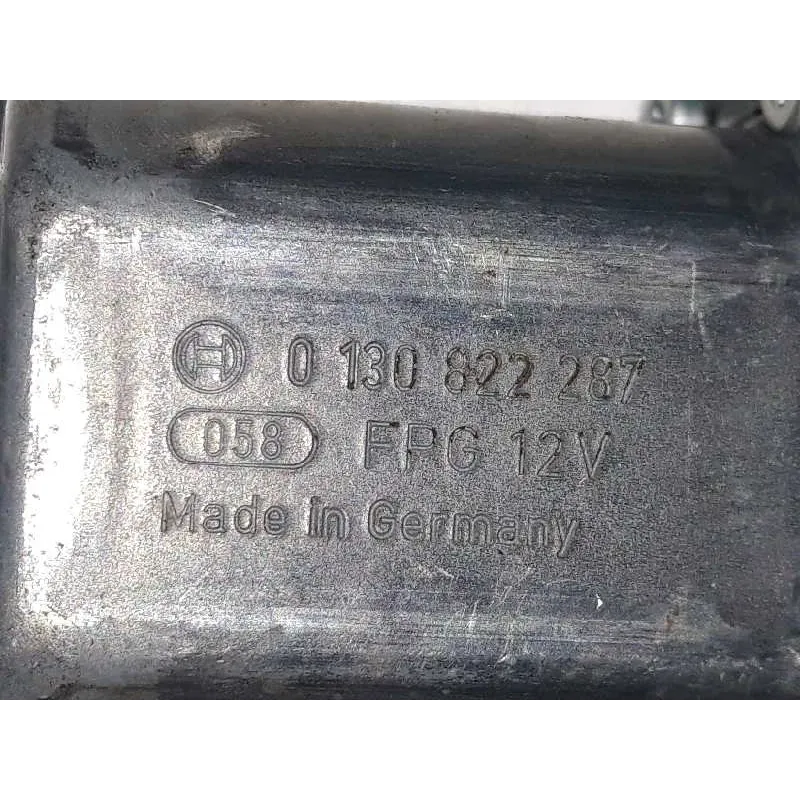 0 130 822 287
058 FPG 12V
Made in Germany